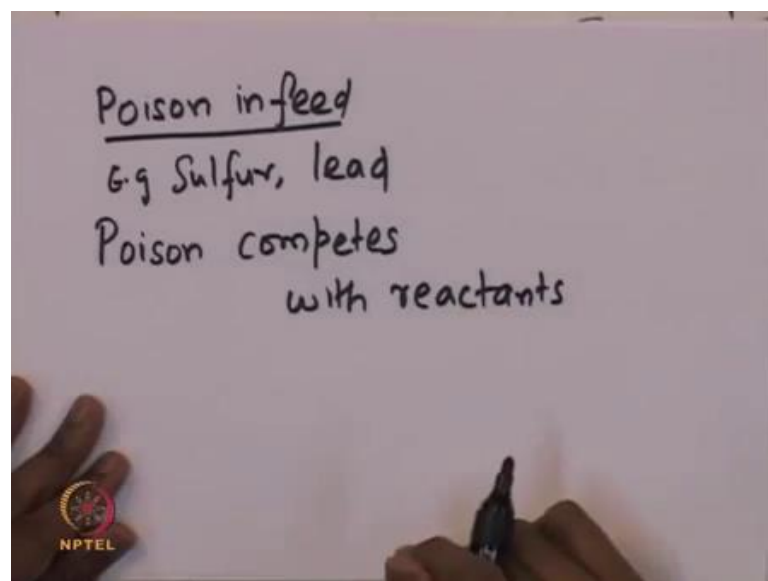 Poison in feed
E.g Sulfur, lead
Poison competes
with reactants
NPTEL